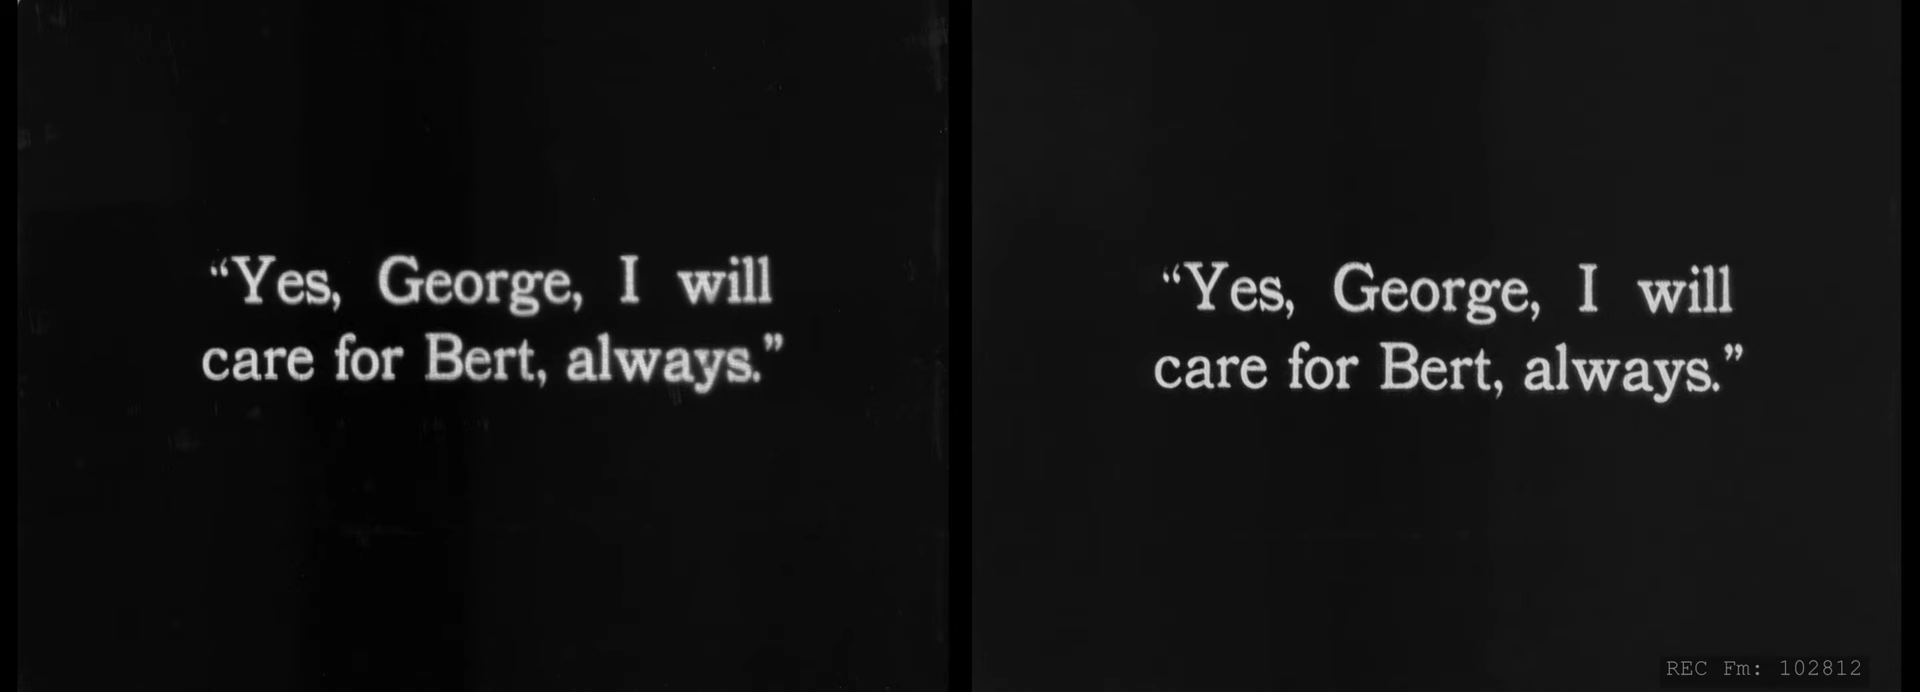 “Yes, George, I will
care for Bert, always.”
“Yes, George, I will
care for Bert, always.”
REC Fm: 102812